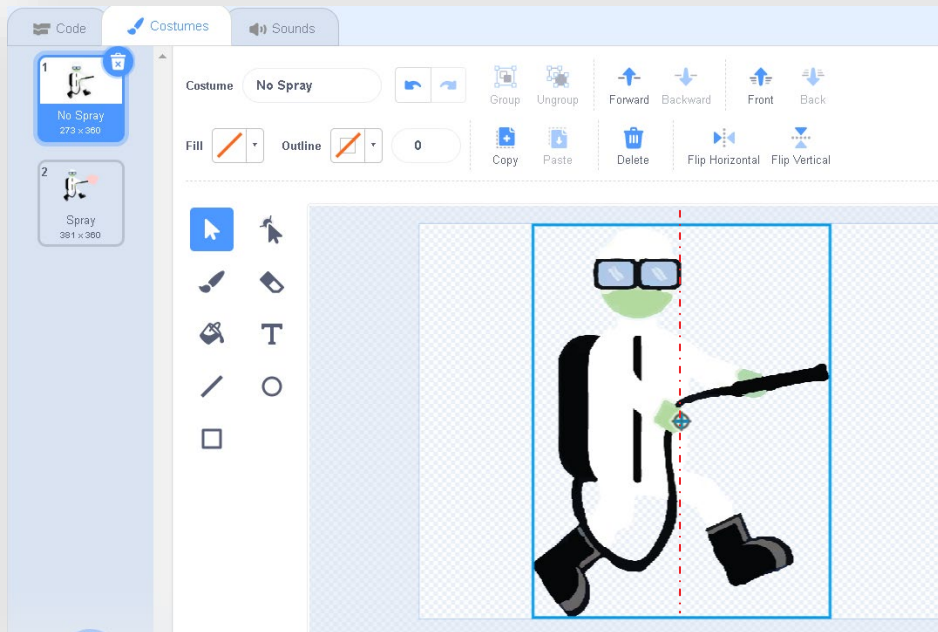 Code Costumes Sounds
1
No Spray
273 × 360
2
Spray
381 × 360
Costume No Spray
Group Ungroup Forward Backward Front Back
Fill Outline 0
Copy Paste Delete Flip Horizontal Flip Vertical
T